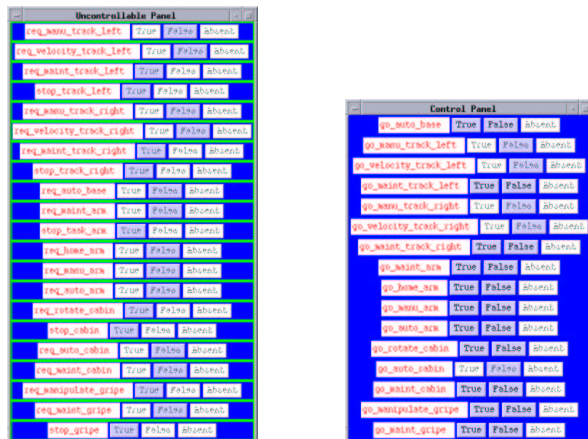 Uncontrollable Panel
req_manu_track_left True False Absent
req_velocity_track_left True False Absent
req_maint_track_left True False Absent
stop_track_left True False Absent
req_manu_track_right True False Absent
req_velocity_track_right True False Absent
req_maint_track_right True False Absent
stop_track_right True False Absent
req_auto_base True False Absent
req_maint_arm True False Absent
stop_task_arm True False Absent
req_home_arm True False Absent
req_manu_arm True False Absent
req_auto_arm True False Absent
req_rotate_cabin True False Absent
stop_cabin True False Absent
req_auto_cabin True False Absent
req_maint_cabin True False Absent
req_manipulate_gripe True False Absent
req_maint_gripe True False Absent
stop_gripe True False Absent
Control Panel
go_auto_base True False Absent
go_manu_track_left True False Absent
go_velocity_track_left True False Absent
go_maint_track_left True False Absent
go_manu_track_right True False Absent
go_velocity_track_right True False Absent
go_maint_track_right True False Absent
go_maint_arm True False Absent
go_home_arm True False Absent
go_manu_arm True False Absent
go_auto_arm True False Absent
go_rotate_cabin True False Absent
go_auto_cabin True False Absent
go_maint_cabin True False Absent
go_manipulate_gripe True False Absent
go_maint_gripe True False Absent